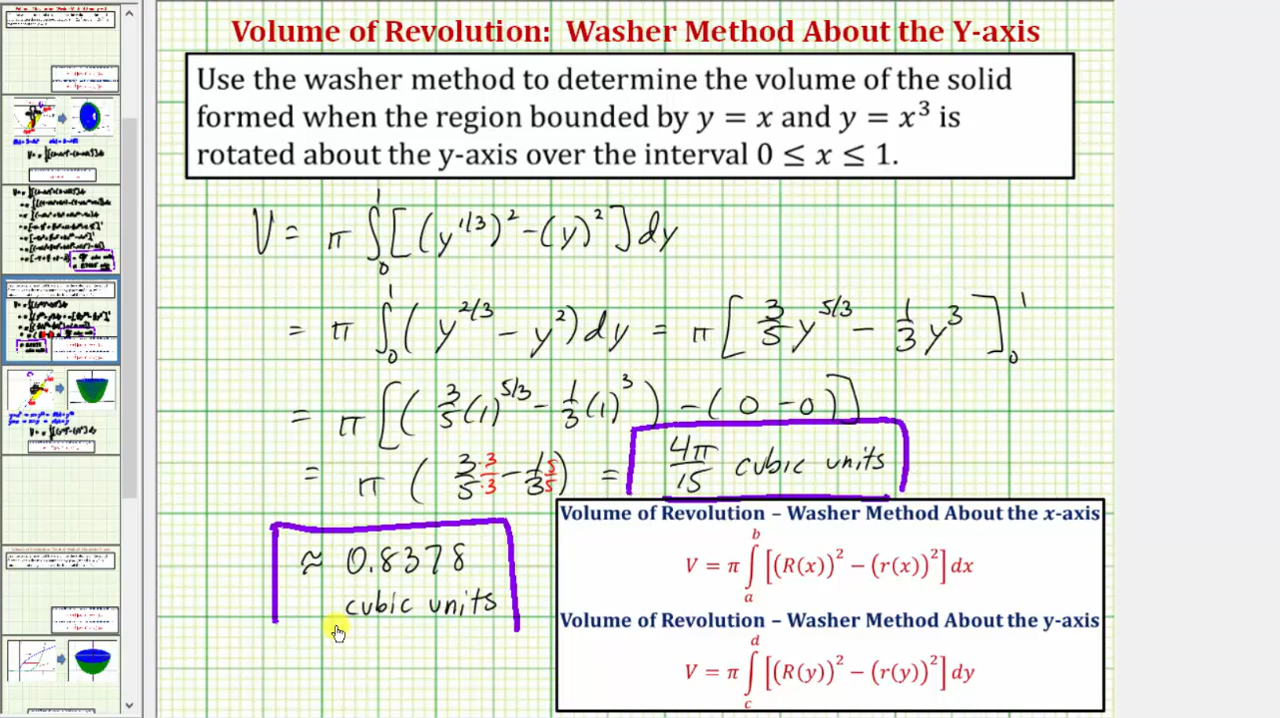 Volume of Revolution: Washer Method About the Y-axis
Use the washer method to determine the volume of the solid
formed when the region bounded by y = x and y = x³ is
rotated about the y-axis over the interval 0 ≤ x ≤ 1.
V = π ∫₀¹ [(y^{1/3})² - (y)²] dy
= π ∫₀¹ (y^{2/3} - y²) dy = π [3/5 y^{5/3} - 1/3 y³]₀¹
= π [(3/5 (1)^{5/3} - 1/3 (1)³) - (0 - 0)]
= π (3/5 · 3/3 - 1/3 · 5/5) = 4π/15 cubic units
≈ 0.8378
cubic units
Volume of Revolution – Washer Method About the x-axis
V = π ∫ₐᵇ [(R(x))² − (r(x))²] dx
Volume of Revolution – Washer Method About the y-axis
V = π ∫_c^d [(R(y))² − (r(y))²] dy